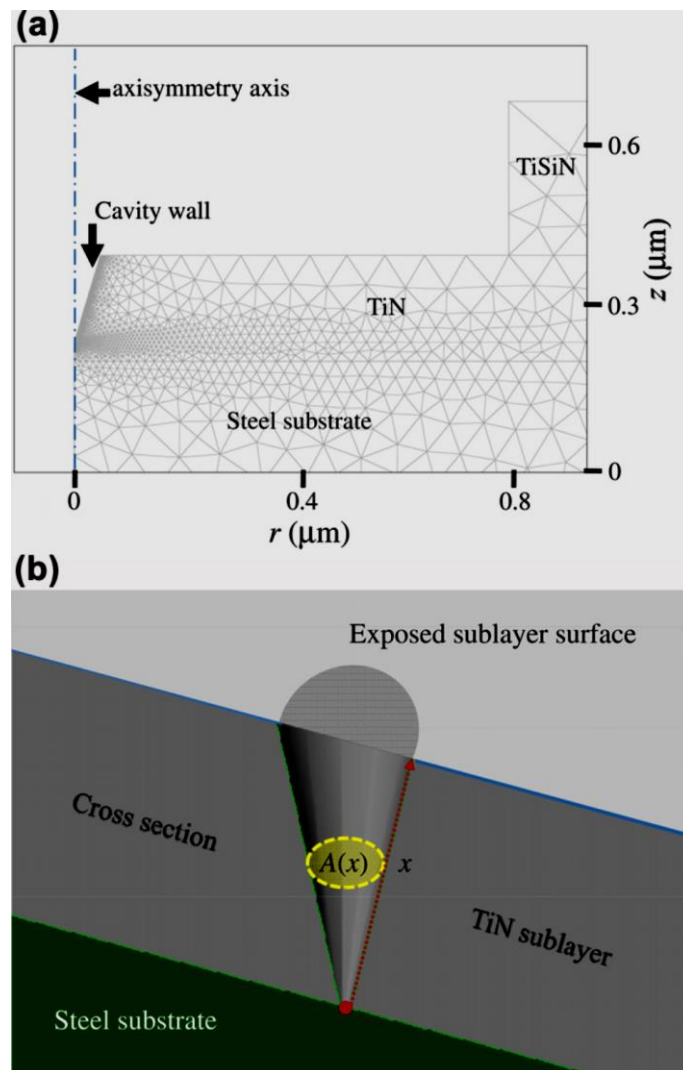 (a)
axisymmetry axis
Cavity wall
TiSiN
0.6
z (μm)
TiN
0.3
Steel substrate
0
0
0.4
0.8
r (μm)
(b)
Exposed sublayer surface
Cross section
A(x)
x
TiN sublayer
Steel substrate